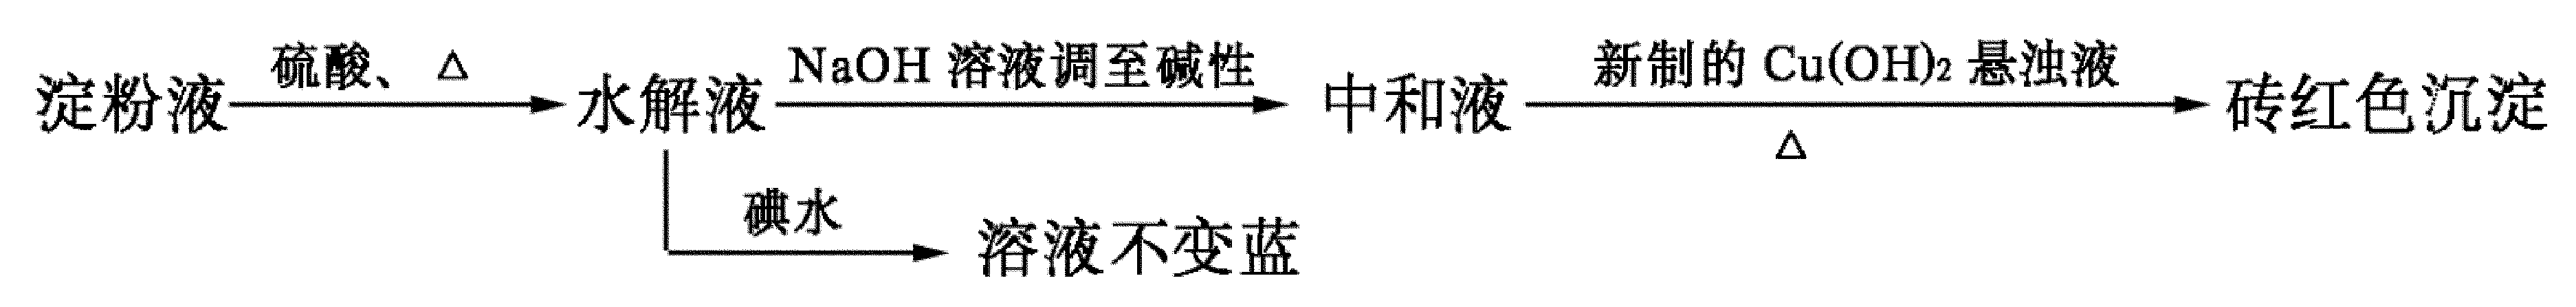 硫酸、 △ NaOH 溶液调至碱性 新制的 Cu(OH)₂ 悬浊液
淀粉液 水解液 中和液 砖红色沉淀
△
碘水
溶液不变蓝